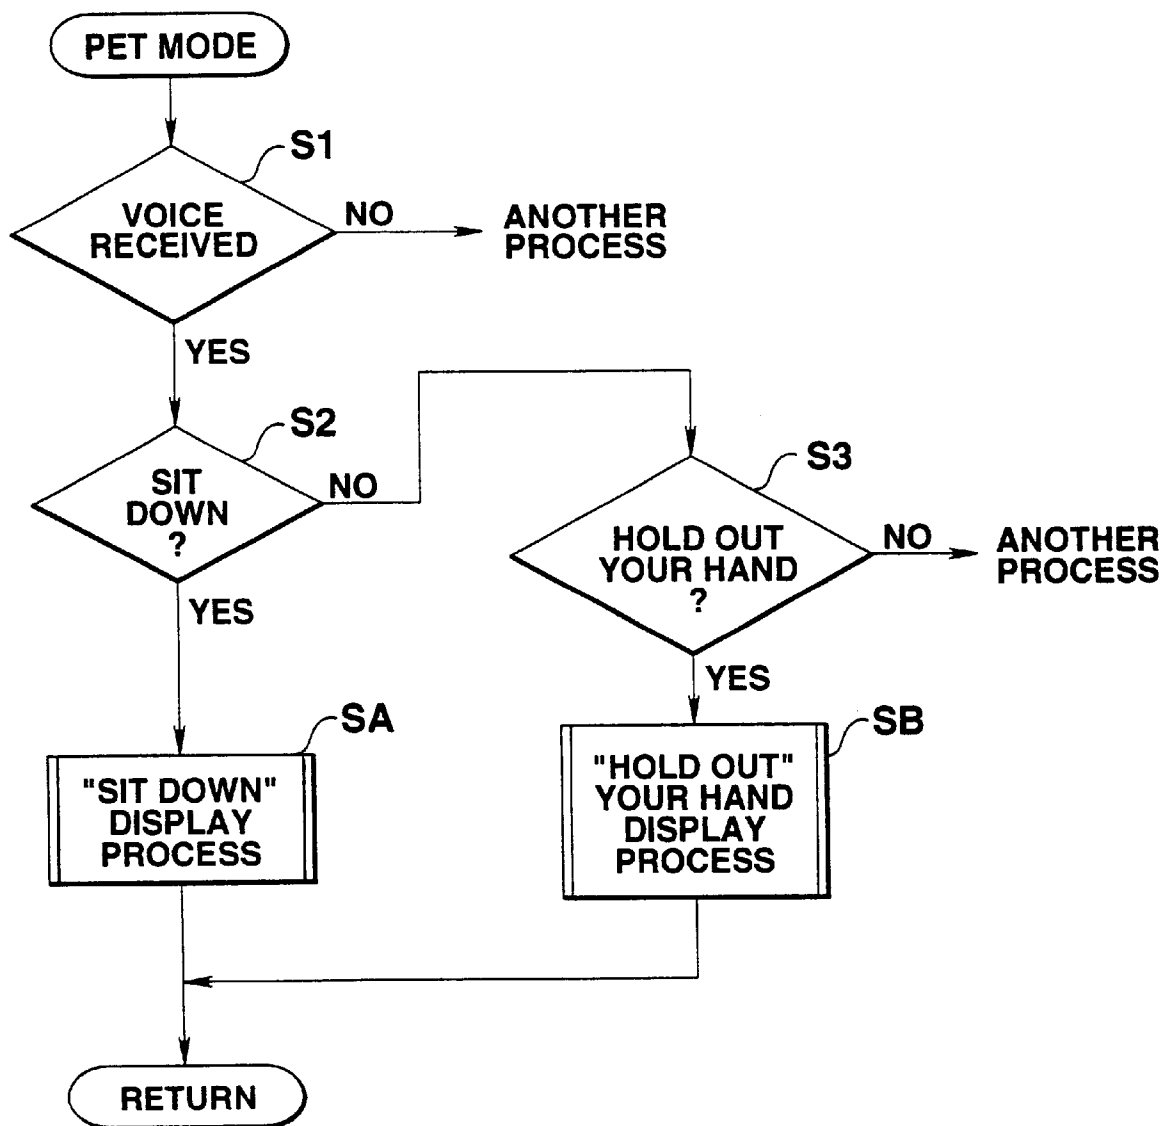 PET MODE
S1
VOICE
RECEIVED
NO
ANOTHER
PROCESS
YES
S2
SIT
DOWN
?
NO
S3
HOLD OUT
YOUR HAND
?
NO
ANOTHER
PROCESS
YES
YES
SA
"SIT DOWN"
DISPLAY
PROCESS
SB
"HOLD OUT"
YOUR HAND
DISPLAY
PROCESS
RETURN